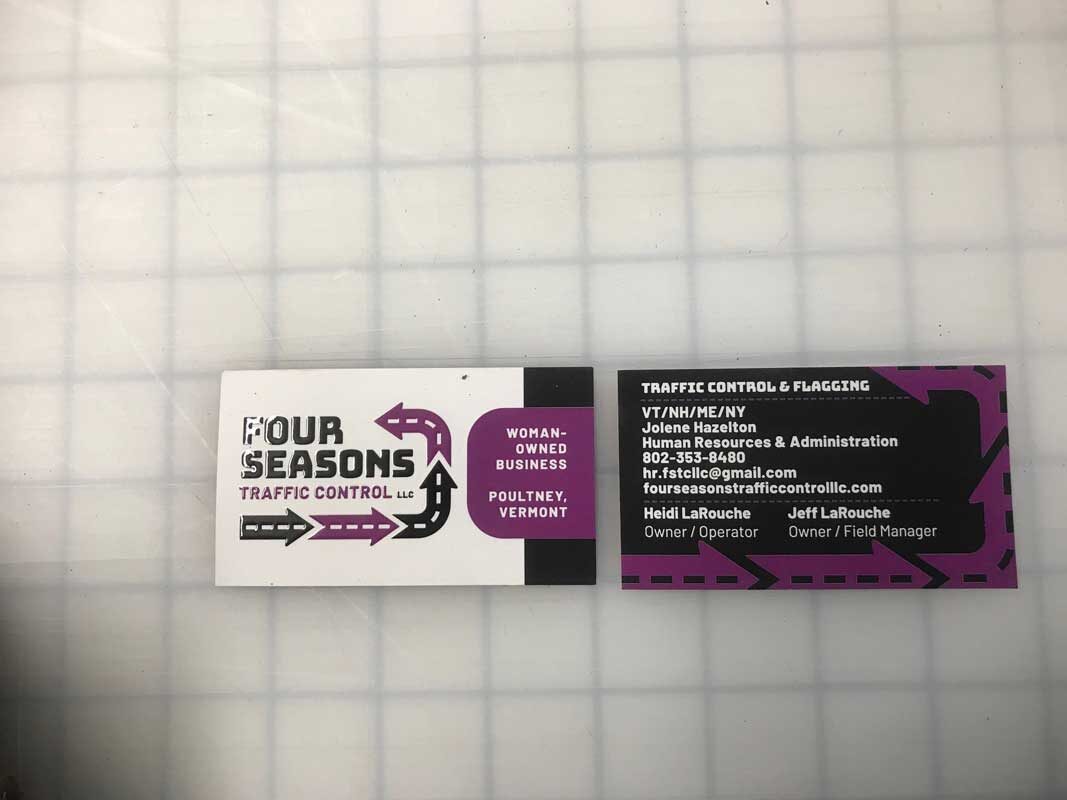 FOUR
SEASONS
TRAFFIC CONTROL LLC
WOMAN-
OWNED
BUSINESS
POULTNEY,
VERMONT
TRAFFIC CONTROL & FLAGGING
VT/NH/ME/NY
Jolene Hazelton
Human Resources & Administration
802-353-8480
hr.fstcllc@gmail.com
fourseasonstrafficcontrolllc.com
Heidi LaRouche Jeff LaRouche
Owner / Operator Owner / Field Manager